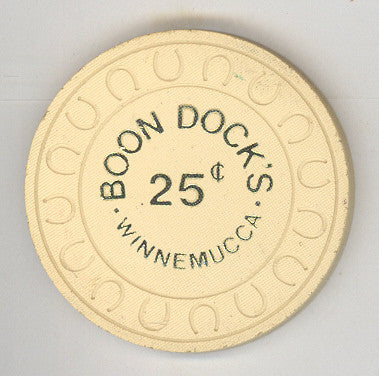 BOON DOCK'S
25¢
· WINNEMUCCA ·